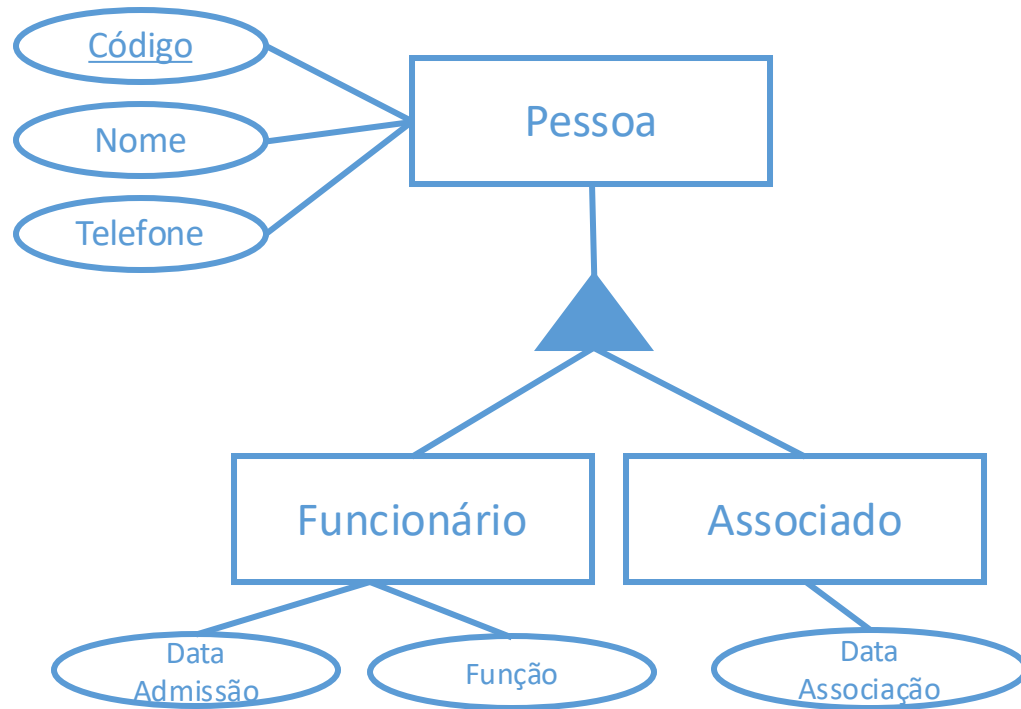 Código
Nome
Telefone
Pessoa
Funcionário
Associado
Data
Admissão
Função
Data
Associação